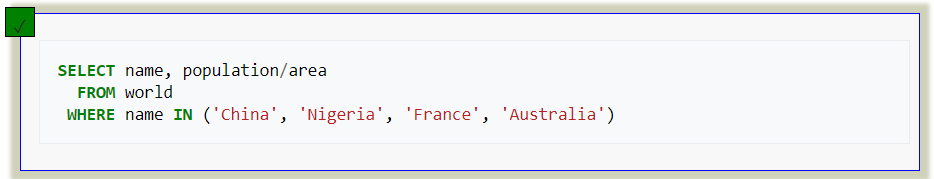 ✓
SELECT name, population/area
FROM world
WHERE name IN ('China', 'Nigeria', 'France', 'Australia')